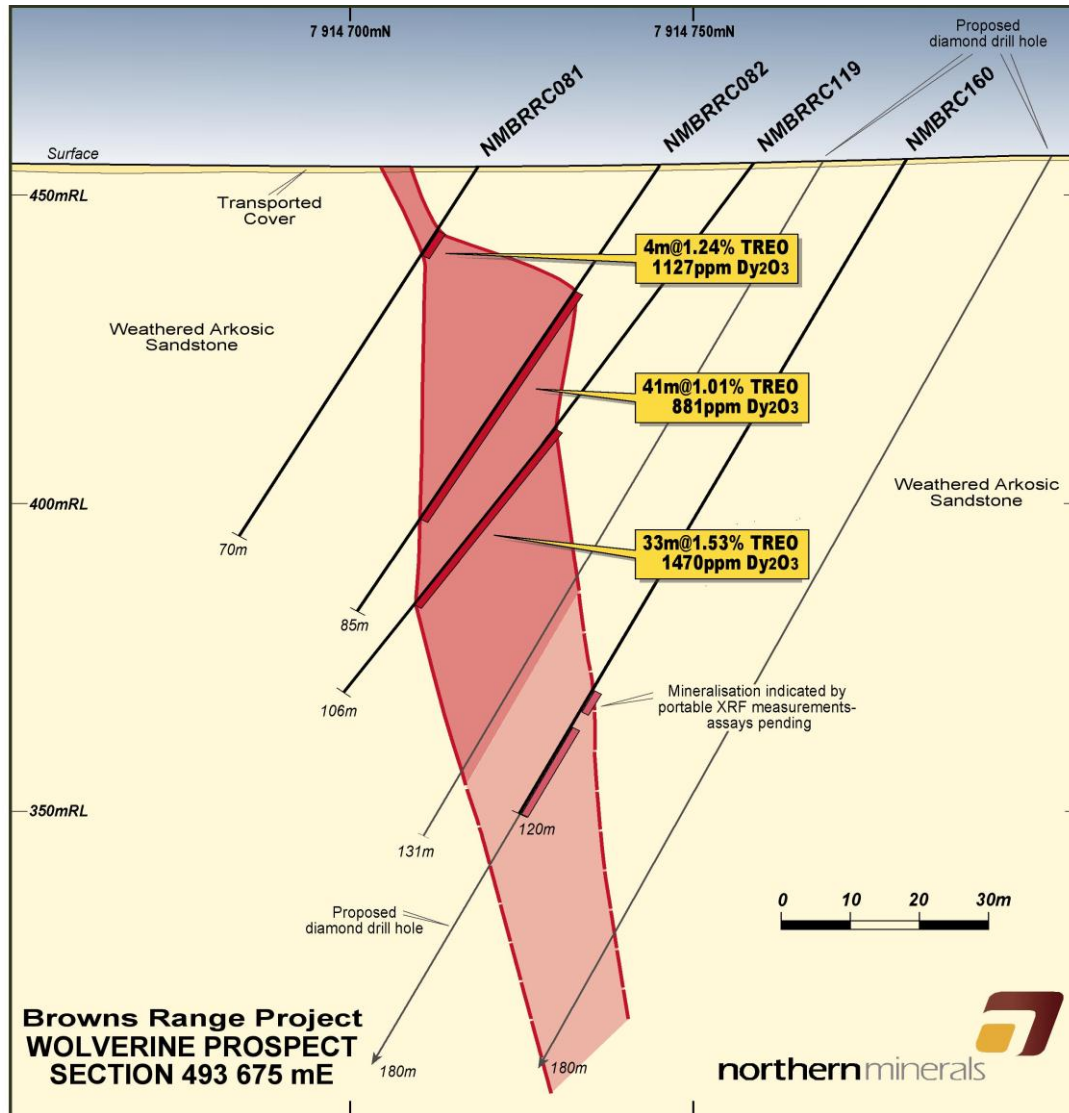 7 914 700mN
7 914 750mN
Proposed
diamond drill hole
NMBRRC081
NMBRRC082
NMBRRC119
NMBRC160
Surface
450mRL
Transported
Cover
4m@1.24% TREO
1127ppm Dy2O3
Weathered Arkosic
Sandstone
41m@1.01% TREO
881ppm Dy2O3
Weathered Arkosic
Sandstone
400mRL
33m@1.53% TREO
1470ppm Dy2O3
70m
85m
106m
Mineralisation indicated by
portable XRF measurements-
assays pending
350mRL
120m
131m
Proposed
diamond drill hole
0 10 20 30m
Browns Range Project
WOLVERINE PROSPECT
SECTION 493 675 mE
180m
180m
northernminerals